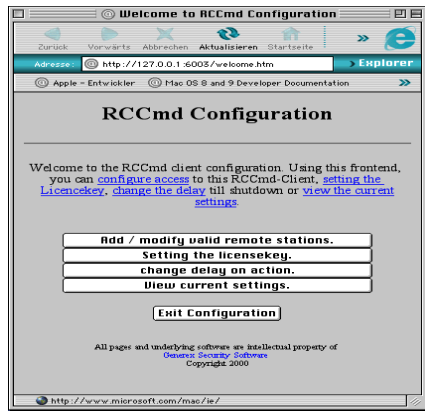 Welcome to RCCmd Configuration
Zurück Vorwärts Abbrechen Aktualisieren Startseite »
Adresse: http://127.0.0.1:6003/welcome.htm Explorer
Apple - Entwickler Mac OS 8 and 9 Developer Documentation »
RCCmd Configuration
Welcome to the RCCmd client configuration. Using this frontend,
you can configure access to this RCCmd-Client, setting the
Licencekey, change the delay till shutdown or view the current
settings.
Add / modify valid remote stations.
Setting the licensekey.
change delay on action.
View current settings.
Exit Configuration
All pages and underlying software are intellectual property of
Generex Security Software
Copyright 2000
http://www.microsoft.com/mac/ie/